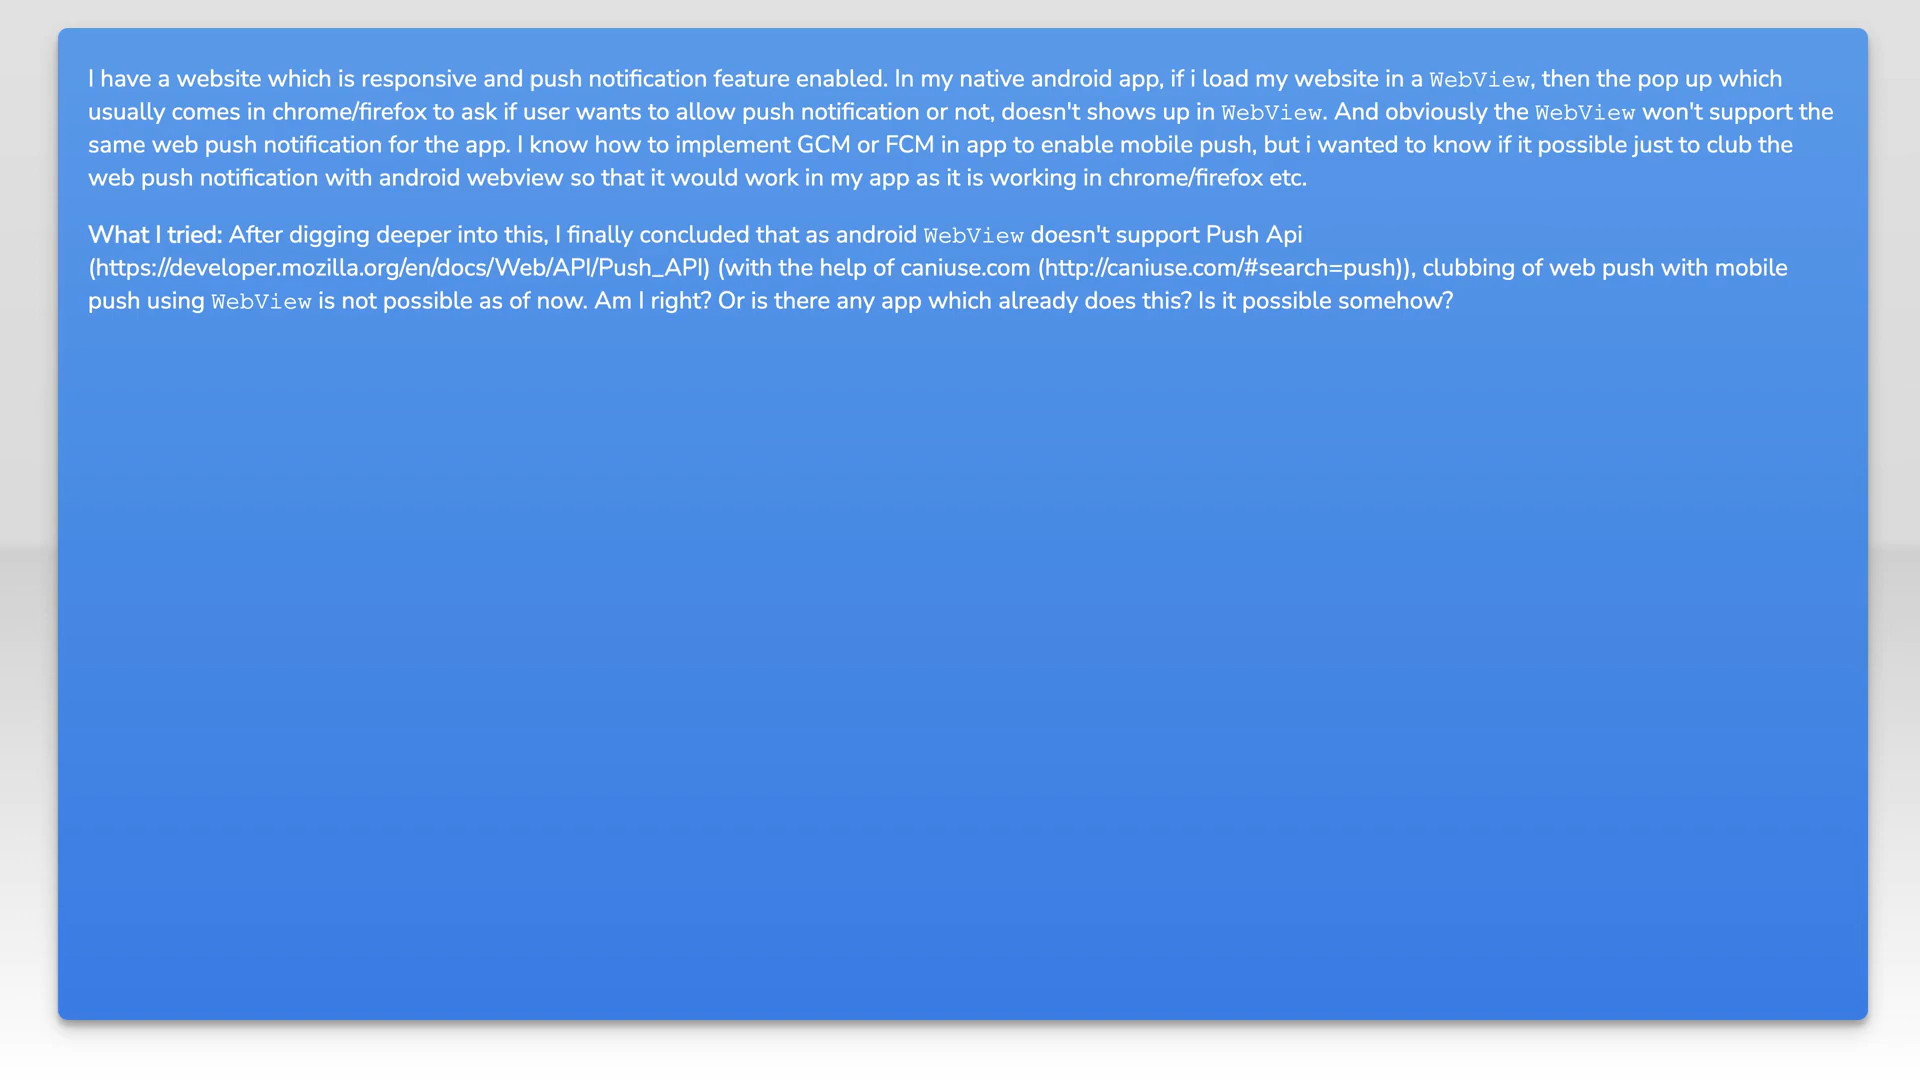 I have a website which is responsive and push notification feature enabled. In my native android app, if i load my website in a WebView, then the pop up which
usually comes in chrome/firefox to ask if user wants to allow push notification or not, doesn't shows up in WebView. And obviously the WebView won't support the
same web push notification for the app. I know how to implement GCM or FCM in app to enable mobile push, but i wanted to know if it possible just to club the
web push notification with android webview so that it would work in my app as it is working in chrome/firefox etc.
What I tried: After digging deeper into this, I finally concluded that as android WebView doesn't support Push Api
(https://developer.mozilla.org/en/docs/Web/API/Push_API) (with the help of caniuse.com (http://caniuse.com/#search=push)), clubbing of web push with mobile
push using WebView is not possible as of now. Am I right? Or is there any app which already does this? Is it possible somehow?